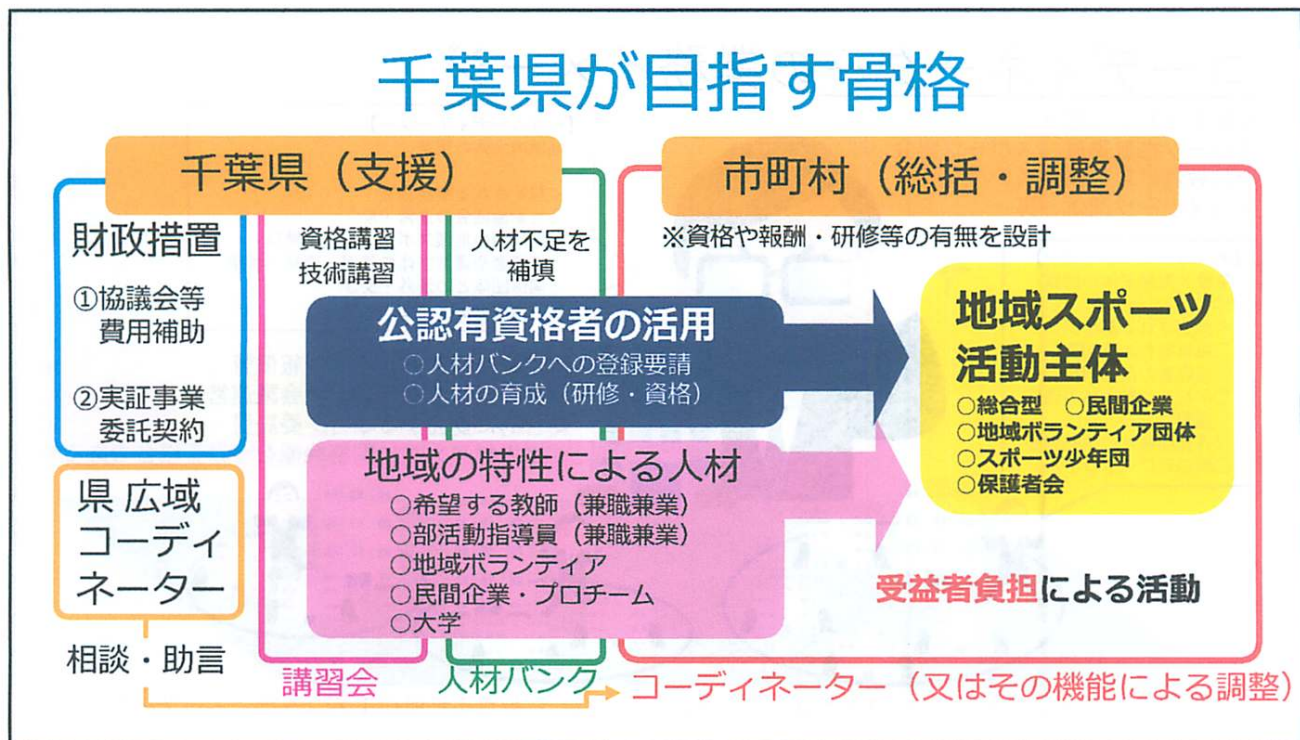 千葉県が目指す骨格
千葉県（支援）
財政措置
①協議会等
費用補助
②実証事業
委託契約
県 広域
コーディ
ネーター
相談・助言
資格講習
技術講習
人材不足を
補填
公認有資格者の活用
○人材バンクへの登録要請
○人材の育成（研修・資格）
地域の特性による人材
○希望する教師（兼職兼業）
○部活動指導員（兼職兼業）
○地域ボランティア
○民間企業・プロチーム
○大学
講習会
人材バンク
市町村（総括・調整）
※資格や報酬・研修等の有無を設計
地域スポーツ
活動主体
○総合型　○民間企業
○地域ボランティア団体
○スポーツ少年団
○保護者会
受益者負担による活動
コーディネーター（又はその機能による調整）